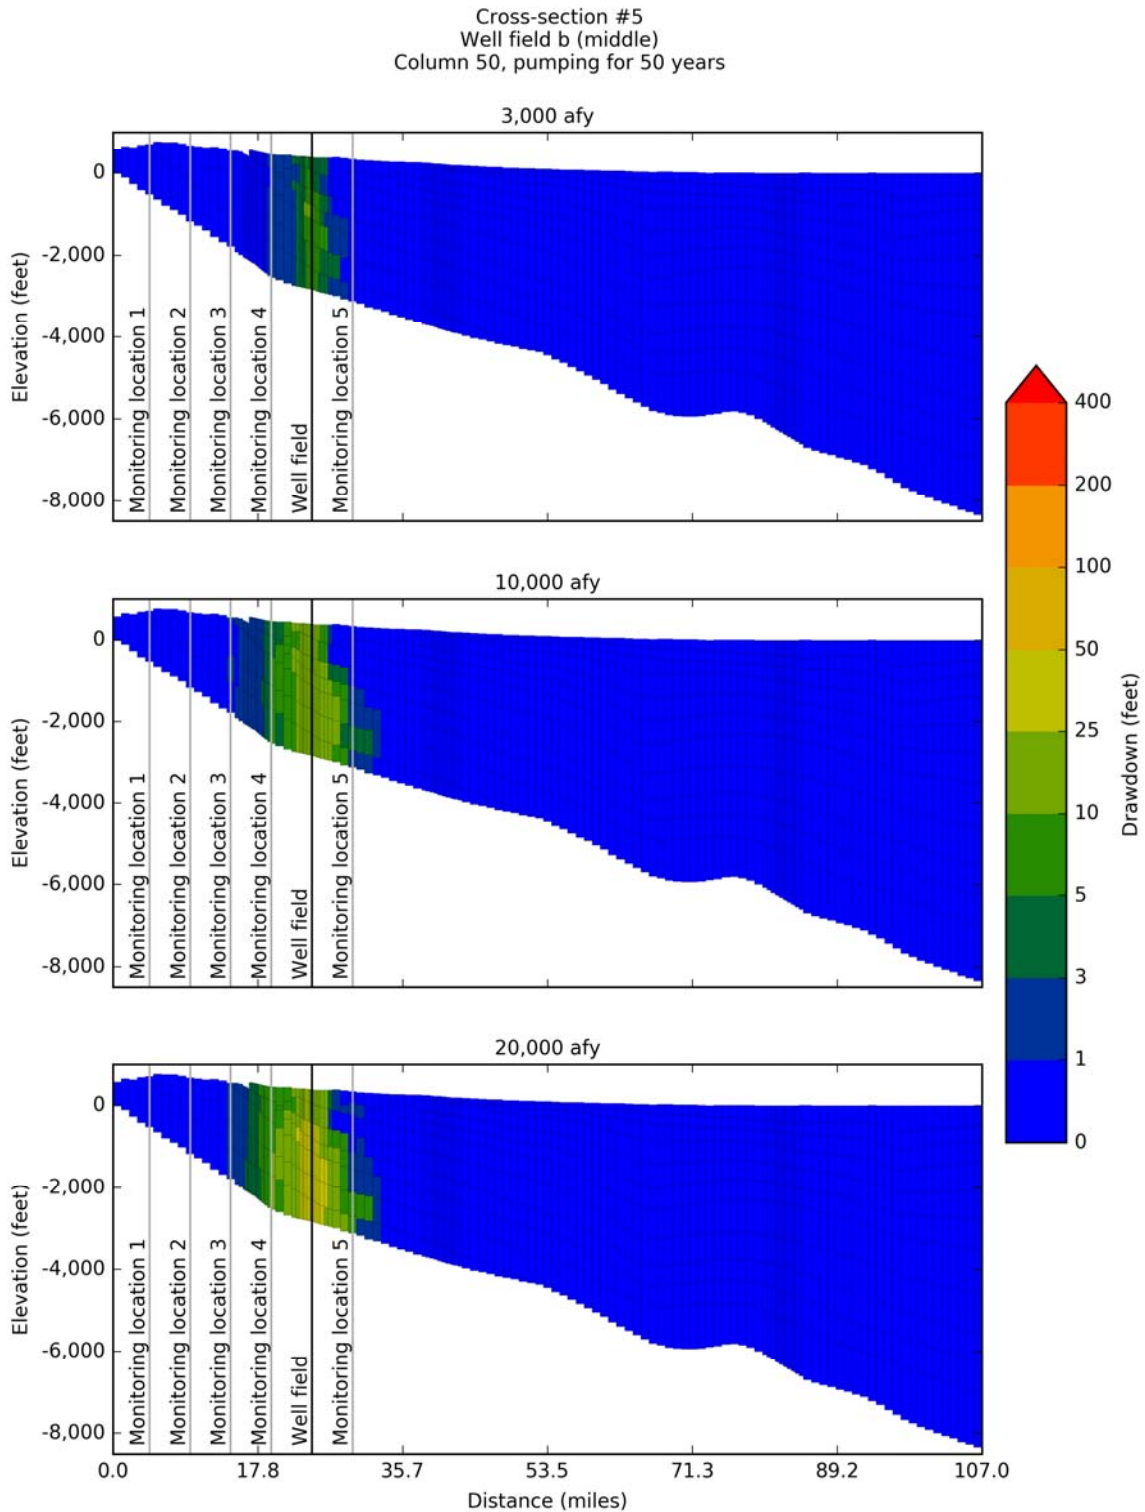 Cross-section #5
Well field b (middle)
Column 50, pumping for 50 years
3,000 afy
Elevation (feet)
0
-2,000
-4,000
-6,000
-8,000
Monitoring location 1
Monitoring location 2
Monitoring location 3
Monitoring location 4
Well field
Monitoring location 5
10,000 afy
Elevation (feet)
0
-2,000
-4,000
-6,000
-8,000
Monitoring location 1
Monitoring location 2
Monitoring location 3
Monitoring location 4
Well field
Monitoring location 5
20,000 afy
Elevation (feet)
0
-2,000
-4,000
-6,000
-8,000
Monitoring location 1
Monitoring location 2
Monitoring location 3
Monitoring location 4
Well field
Monitoring location 5
0.0 17.8 35.7 53.5 71.3 89.2 107.0
Distance (miles)
400
200
100
50
25
10
5
3
1
0
Drawdown (feet)